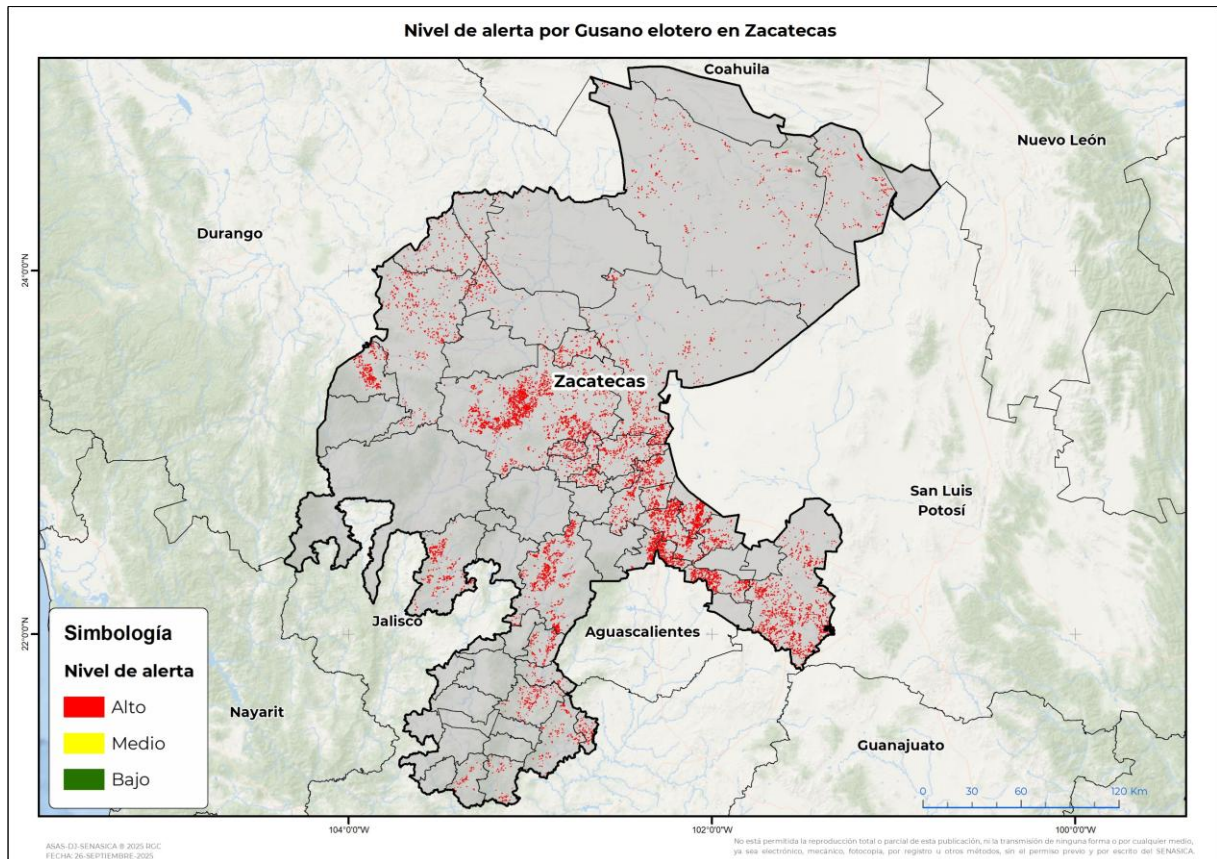 Nivel de alerta por Gusano elotero en Zacatecas
Coahuila
Nuevo León
Durango
24°0'0"N
Zacatecas
San Luis
Potosí
22°0'0"N
Jalisco
Aguascalientes
Nayarit
Guanajuato
Simbología
Nivel de alerta
Alto
Medio
Bajo
0 30 60 120 Km
104°0'0"W
102°0'0"W
100°0'0"W
ASAS-DJ-SENASICA © 2025 RGC
FECHA: 26-SEPTIEMBRE-2025
No está permitida la reproducción total o parcial de esta publicación, ni la transmisión de ninguna forma o por cualquier medio,
ya sea electrónico, mecánico, fotocopia, por registro u otros métodos, sin el permiso previo y por escrito del SENASICA.